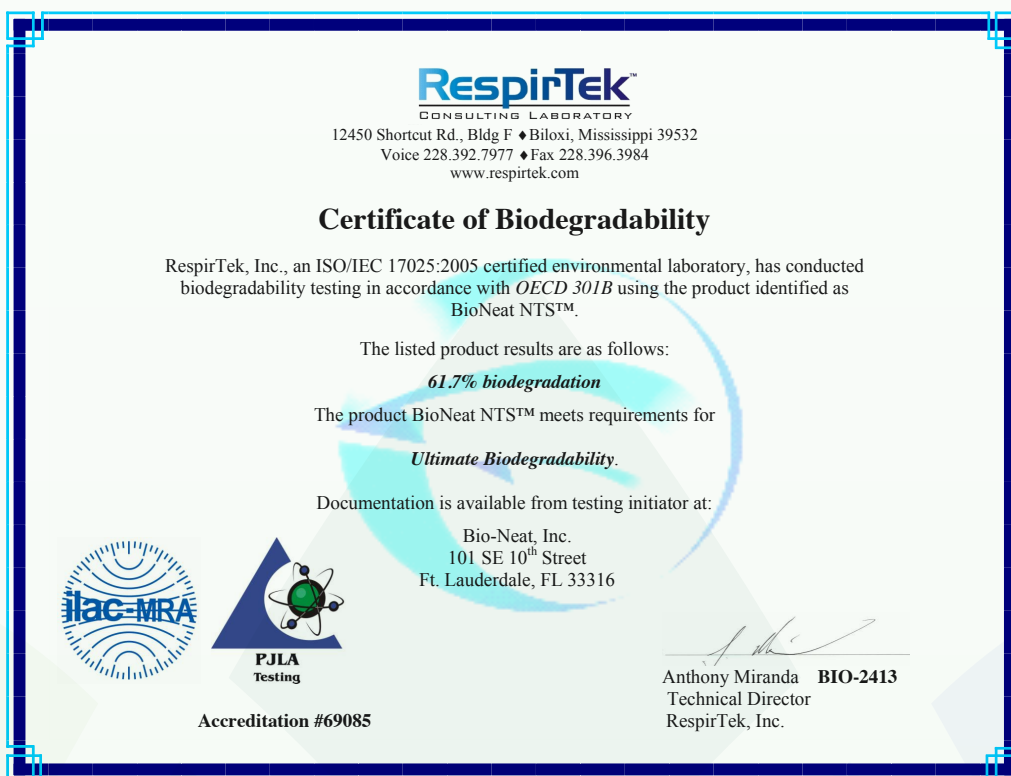 RespirTek™
CONSULTING LABORATORY
12450 Shortcut Rd., Bldg F ♦ Biloxi, Mississippi 39532
Voice 228.392.7977 ♦ Fax 228.396.3984
www.respirtek.com
Certificate of Biodegradability
RespirTek, Inc., an ISO/IEC 17025:2005 certified environmental laboratory, has conducted
biodegradability testing in accordance with OECD 301B using the product identified as
BioNeat NTS™.
The listed product results are as follows:
61.7% biodegradation
The product BioNeat NTS™ meets requirements for
Ultimate Biodegradability.
Documentation is available from testing initiator at:
Bio-Neat, Inc.
101 SE 10th Street
Ft. Lauderdale, FL 33316
ilac-MRA
PJLA
Testing
Accreditation #69085
Anthony Miranda BIO-2413
Technical Director
RespirTek, Inc.